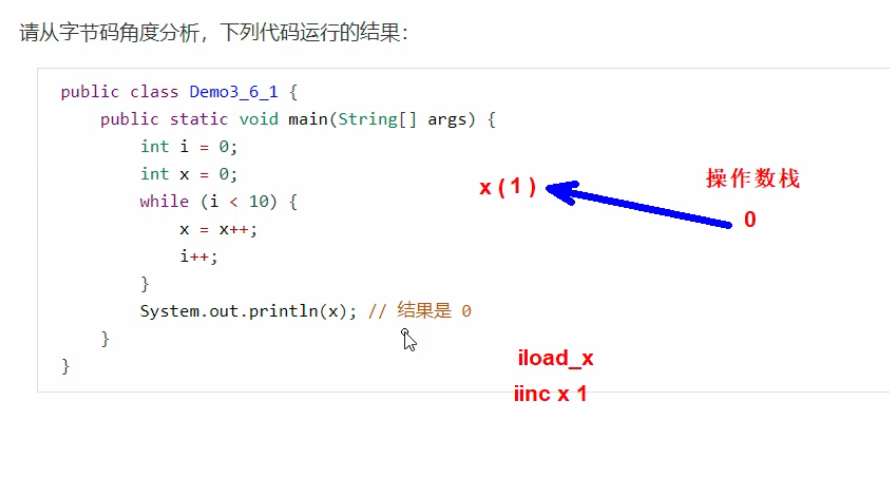 请从字节码角度分析，下列代码运行的结果：
public class Demo3_6_1 {
public static void main(String[] args) {
int i = 0;
int x = 0;
while (i < 10) {
x = x++;
i++;
}
System.out.println(x); // 结果是 0
}
}
x ( 1 )
操作数栈
0
iload_x
iinc x 1